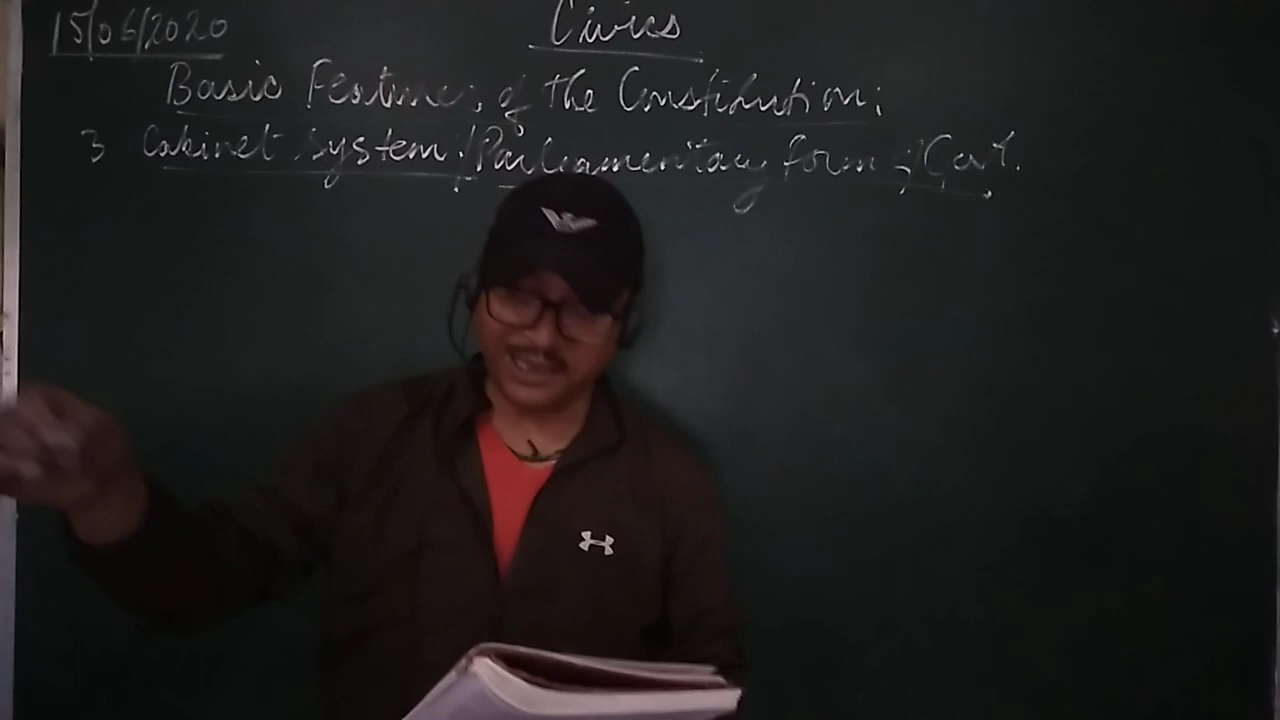 15/06/2020
Civics
Basic Features of the Constitution:
3 Cabinet system:/Parliamentary form of Govt.